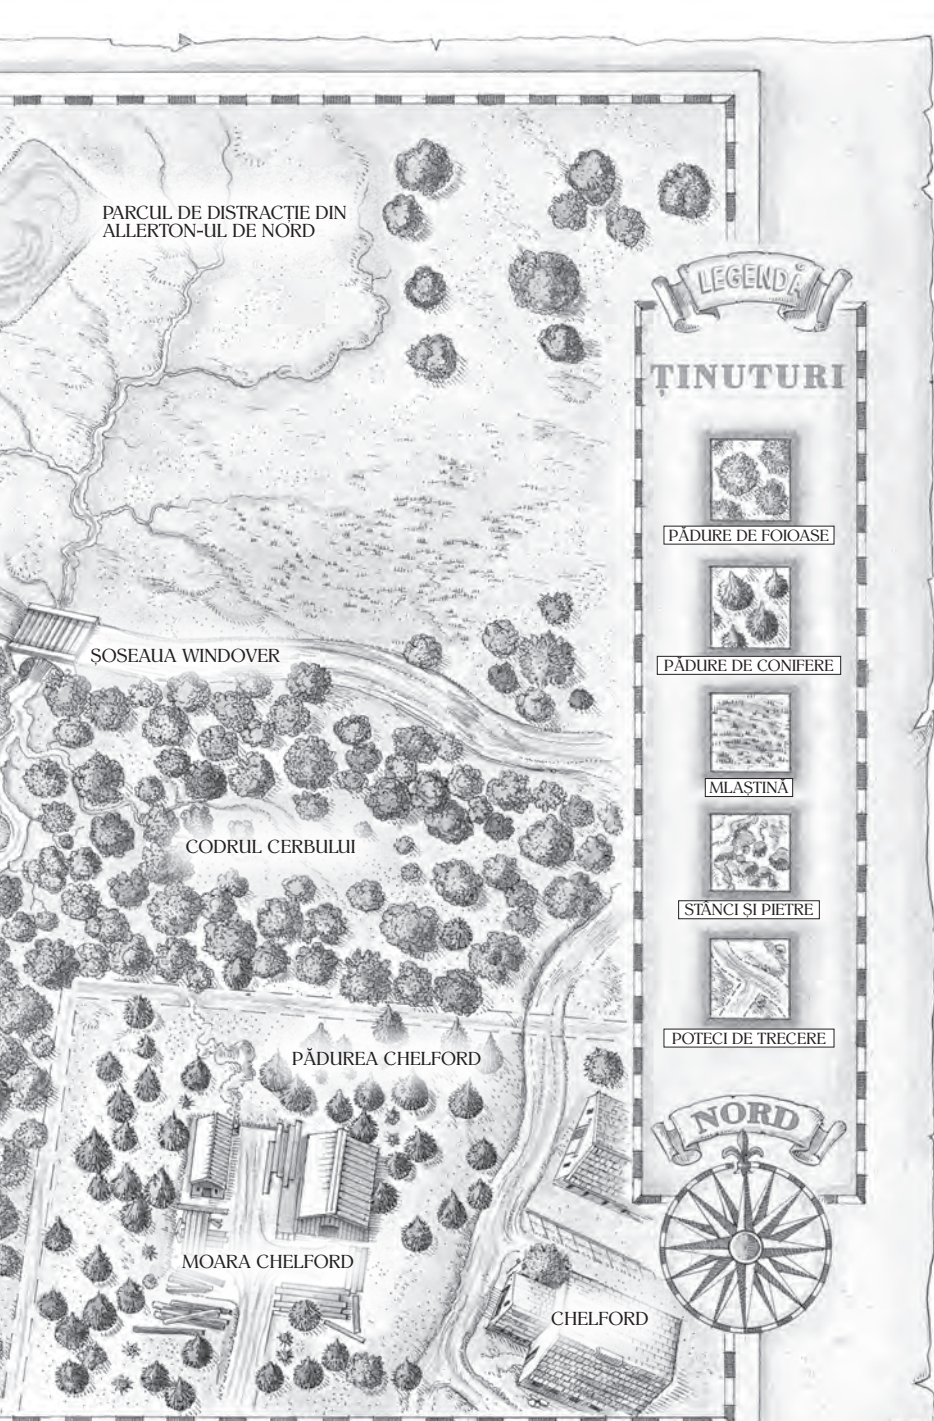 PARCUL DE DISTRACȚIE DIN
ALLERTON-UL DE NORD
LEGENDĂ
ȚINUTURI
PĂDURE DE FOIOASE
ȘOSEAUA WINDOVER
PĂDURE DE CONIFERE
MLAȘTINĂ
CODRUL CERBULUI
STÂNCI ȘI PIETRE
POTECI DE TRECERE
PĂDUREA CHELFORD
NORD
MOARA CHELFORD
CHELFORD